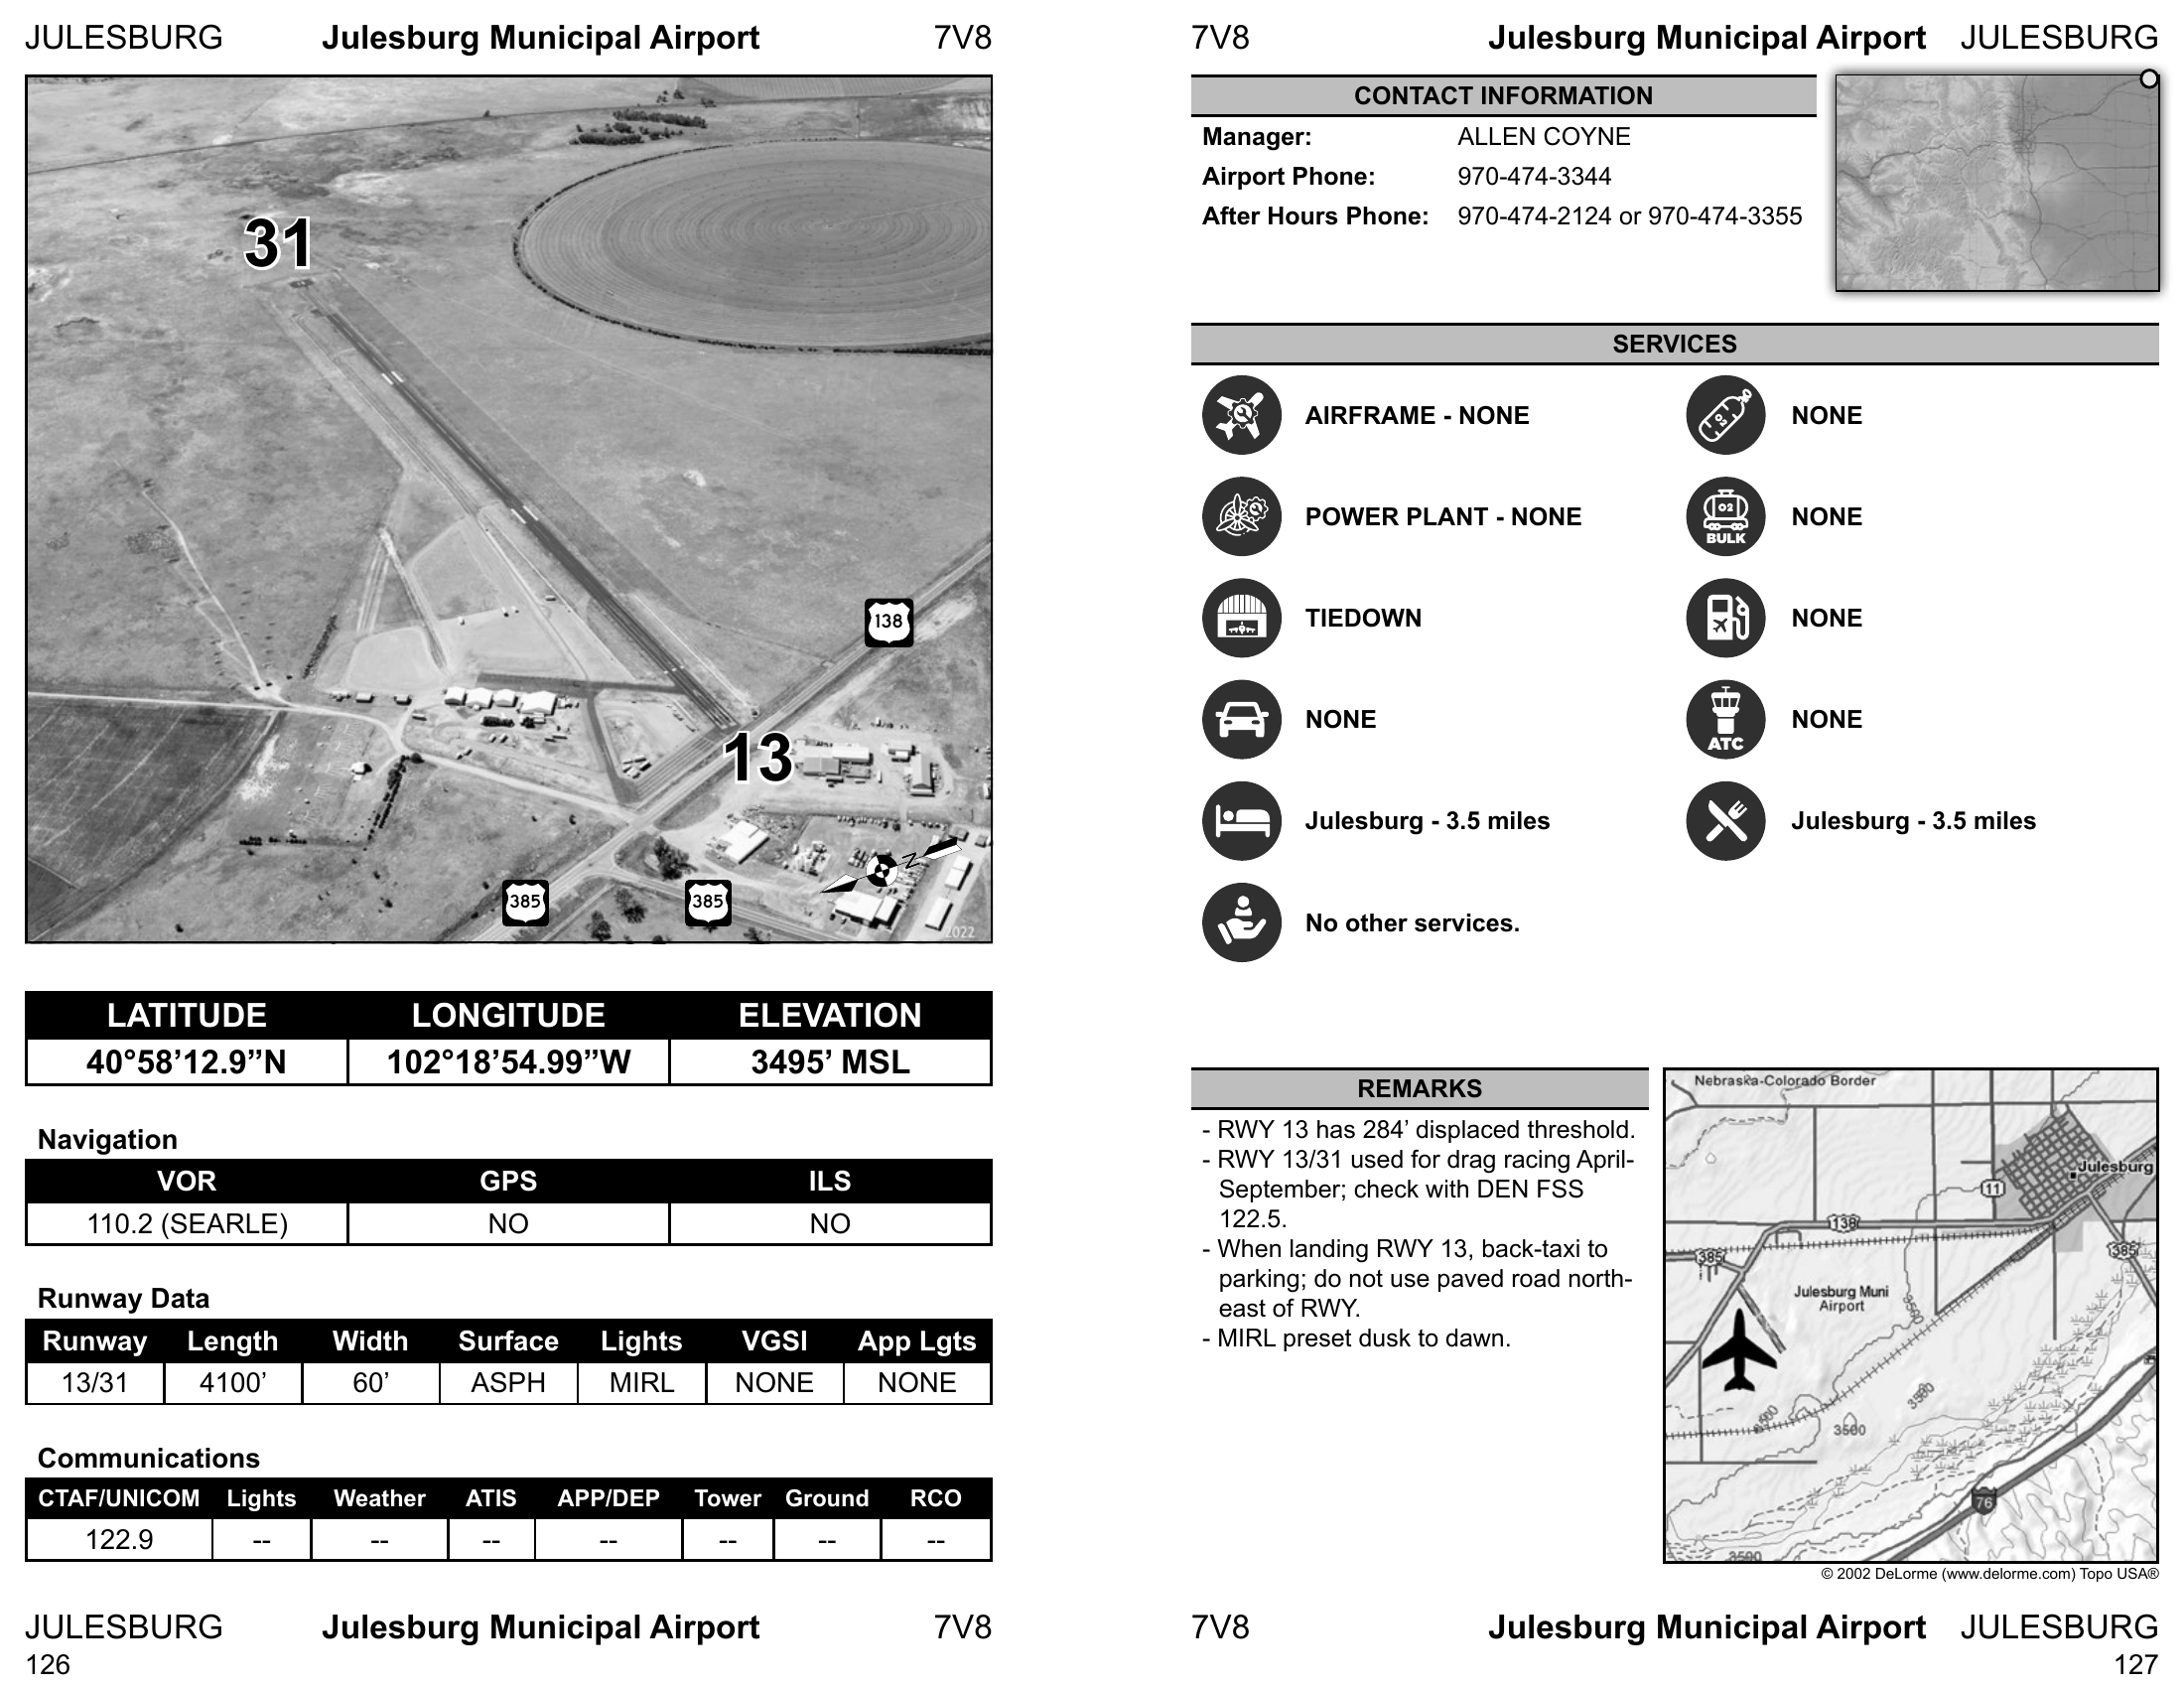 JULESBURG Julesburg Municipal Airport 7V8
31
138
13
385
385
N
2022
LATITUDE LONGITUDE ELEVATION
40°58’12.9”N 102°18’54.99”W 3495’ MSL
Navigation
VOR GPS ILS
110.2 (SEARLE) NO NO
Runway Data
Runway Length Width Surface Lights VGSI App Lgts
13/31 4100’ 60’ ASPH MIRL NONE NONE
Communications
CTAF/UNICOM Lights Weather ATIS APP/DEP Tower Ground RCO
122.9 -- -- -- -- -- -- --
JULESBURG Julesburg Municipal Airport 7V8
126
7V8 Julesburg Municipal Airport JULESBURG
CONTACT INFORMATION
Manager: ALLEN COYNE
Airport Phone: 970-474-3344
After Hours Phone: 970-474-2124 or 970-474-3355
SERVICES
AIRFRAME - NONE O2 NONE
POWER PLANT - NONE O2 BULK NONE
TIEDOWN NONE
NONE ATC NONE
Julesburg - 3.5 miles Julesburg - 3.5 miles
No other services.
REMARKS
- RWY 13 has 284’ displaced threshold.
- RWY 13/31 used for drag racing April-
September; check with DEN FSS
122.5.
- When landing RWY 13, back-taxi to
parking; do not use paved road north-
east of RWY.
- MIRL preset dusk to dawn.
Nebraska-Colorado Border
Julesburg
11
138
385
385
Julesburg Muni
Airport
3500
3500
3500
3500
76
3500
© 2002 DeLorme (www.delorme.com) Topo USA®
7V8 Julesburg Municipal Airport JULESBURG
127